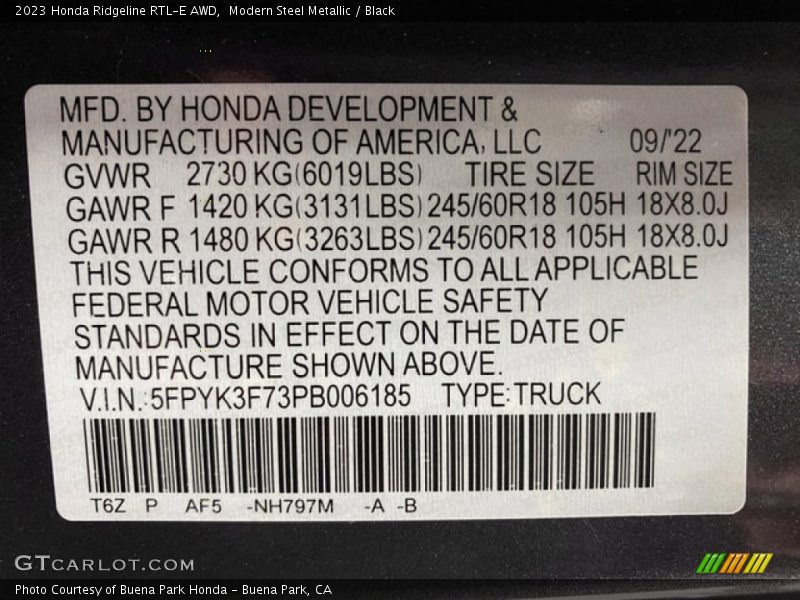 2023 Honda Ridgeline RTL-E AWD,  Modern Steel Metallic / Black
MFD. BY HONDA DEVELOPMENT &
MANUFACTURING OF AMERICA, LLC 09/'22
GVWR 2730 KG(6019LBS) TIRE SIZE RIM SIZE
GAWR F 1420 KG(3131LBS) 245/60R18 105H 18X8.0J
GAWR R 1480 KG(3263LBS) 245/60R18 105H 18X8.0J
THIS VEHICLE CONFORMS TO ALL APPLICABLE
FEDERAL MOTOR VEHICLE SAFETY
STANDARDS IN EFFECT ON THE DATE OF
MANUFACTURE SHOWN ABOVE.
V.I.N.:5FPYK3F73PB006185 TYPE:TRUCK
T6Z P AF5 -NH797M -A -B
GTCARLOT.COM
Photo Courtesy of Buena Park Honda - Buena Park, CA